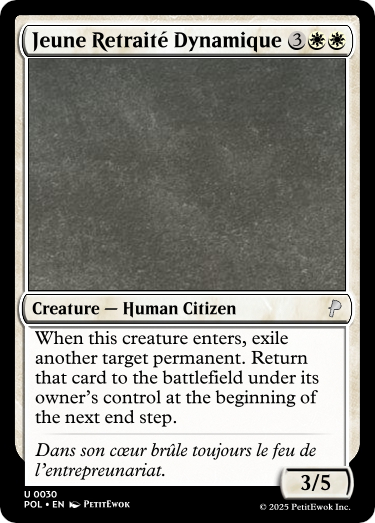 Jeune Retraité Dynamique 3
Creature — Human Citizen
When this creature enters, exile
another target permanent. Return
that card to the battlefield under its
owner's control at the beginning of
the next end step.
Dans son cœur brûle toujours le feu de
l'entrepreunariat.
3/5
U 0030
POL • EN PetitEwok
© 2025 PetitEwok Inc.